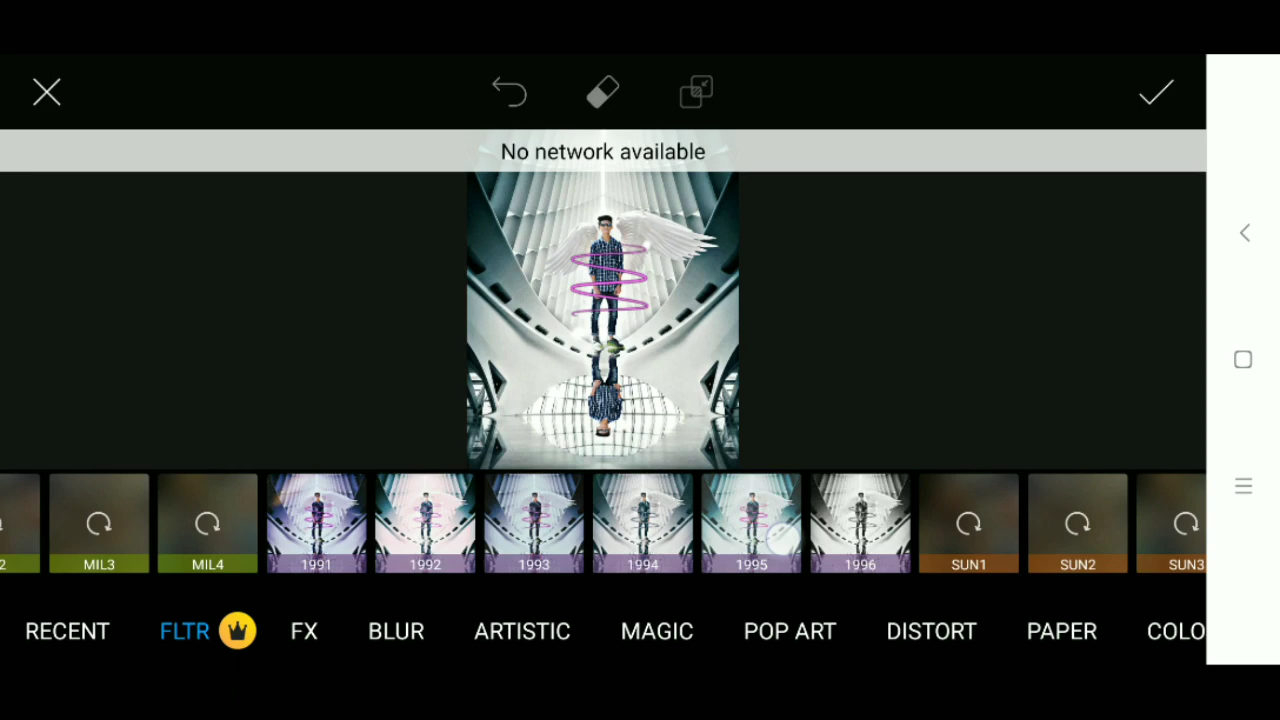 No network available
2 MIL3 MIL4 1991 1992 1993 1994 1995 1996 SUN1 SUN2 SUN3
RECENT FLTR FX BLUR ARTISTIC MAGIC POP ART DISTORT PAPER COLO